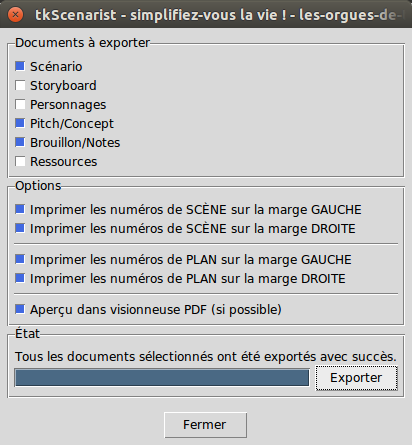 tkScenarist - simplifiez-vous la vie ! - les-orgues-de-
Documents à exporter
Scénario
Storyboard
Personnages
Pitch/Concept
Brouillon/Notes
Ressources
Options
Imprimer les numéros de SCÈNE sur la marge GAUCHE
Imprimer les numéros de SCÈNE sur la marge DROITE
Imprimer les numéros de PLAN sur la marge GAUCHE
Imprimer les numéros de PLAN sur la marge DROITE
Aperçu dans visionneuse PDF (si possible)
État
Tous les documents sélectionnés ont été exportés avec succès.
Exporter
Fermer